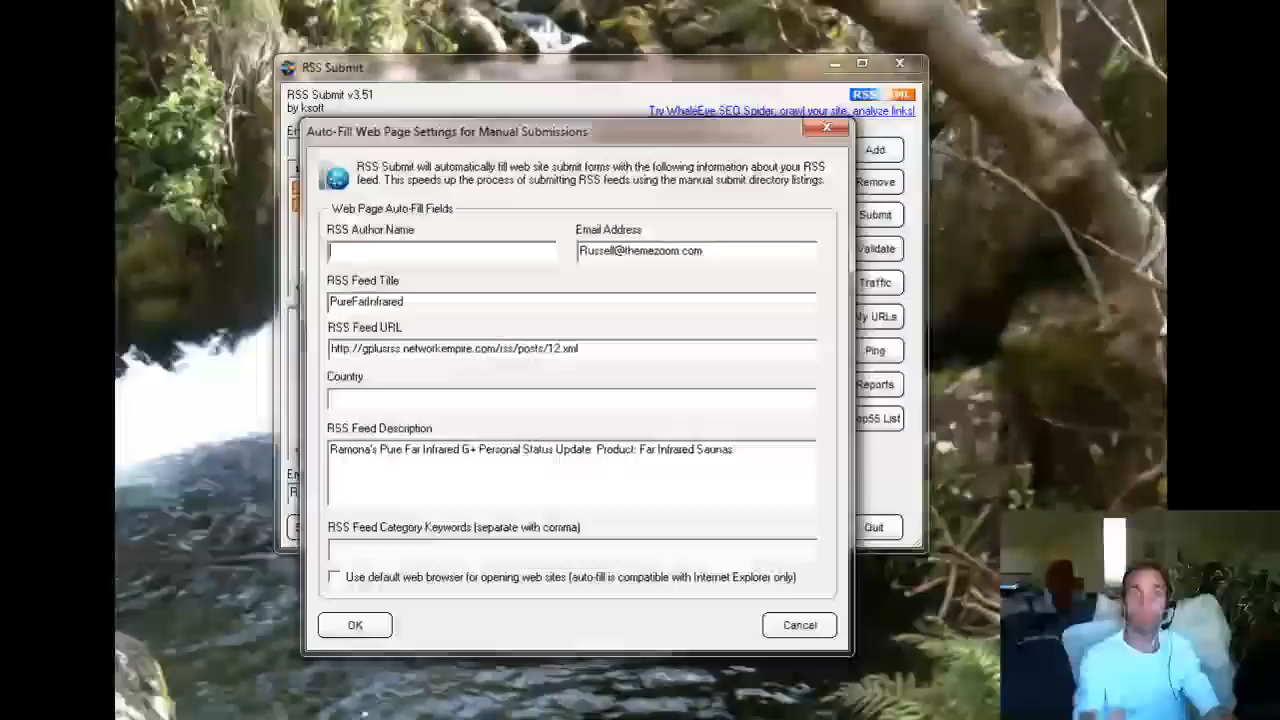 RSS Submit
RSS Submit v3.51
by ksoft
RSS
Try WhaleEye SEO Spider, crawl your site, analyze links!
Auto-Fill Web Page Settings for Manual Submissions
Add
RSS Submit will automatically fill web site submit forms with the following information about your RSS
feed. This speeds up the process of submitting RSS feeds using the manual submit directory listings.
Remove
Web Page Auto-Fill Fields
Submit
RSS Author Name
Email Address
Russell@themezoom.com
Validate
RSS Feed Title
Traffic
PureFarInfrared
My URLs
RSS Feed URL
http://gplusrss.networkempire.com/rss/posts/12.xml
Ping
Country
Reports
op55 List
RSS Feed Description
Ramona's Pure Far Infrared G+ Personal Status Update. Product: Far Infrared Saunas
RSS Feed Category Keywords (separate with comma)
Quit
Use default web browser for opening web sites (auto-fill is compatible with Internet Explorer only)
OK
Cancel